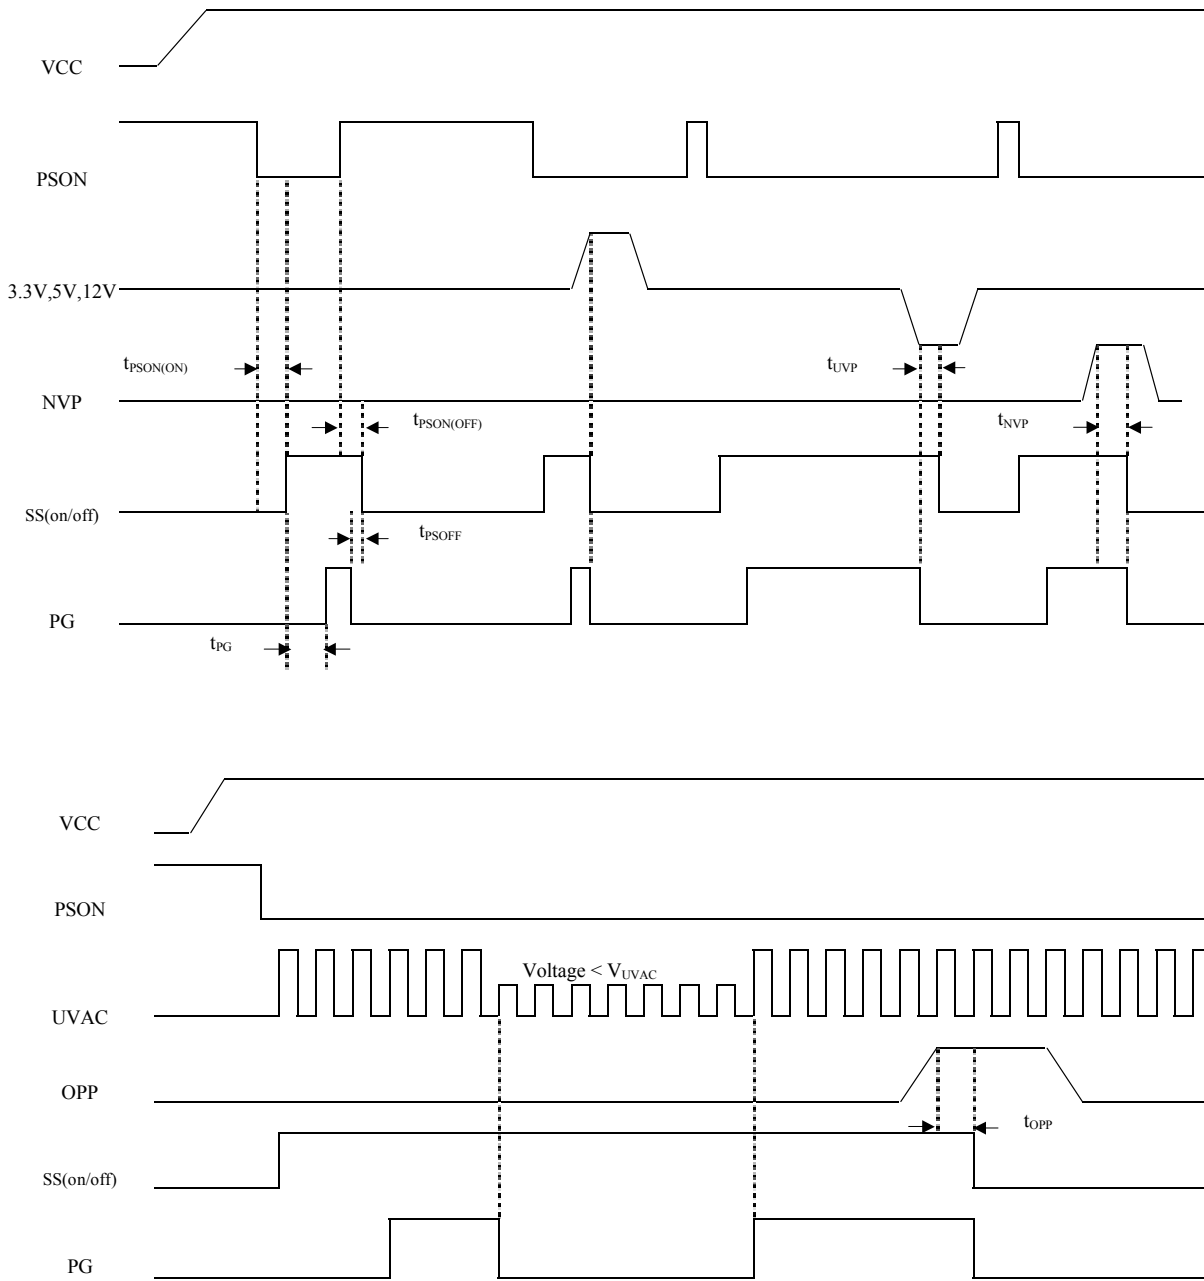 VCC
PSON
3.3V,5V,12V
tPSON(ON)
tUVP
NVP
tPSON(OFF)
tNVP
SS(on/off)
tPSOFF
PG
tPG
VCC
PSON
Voltage < VUVAC
UVAC
OPP
tOPP
SS(on/off)
PG